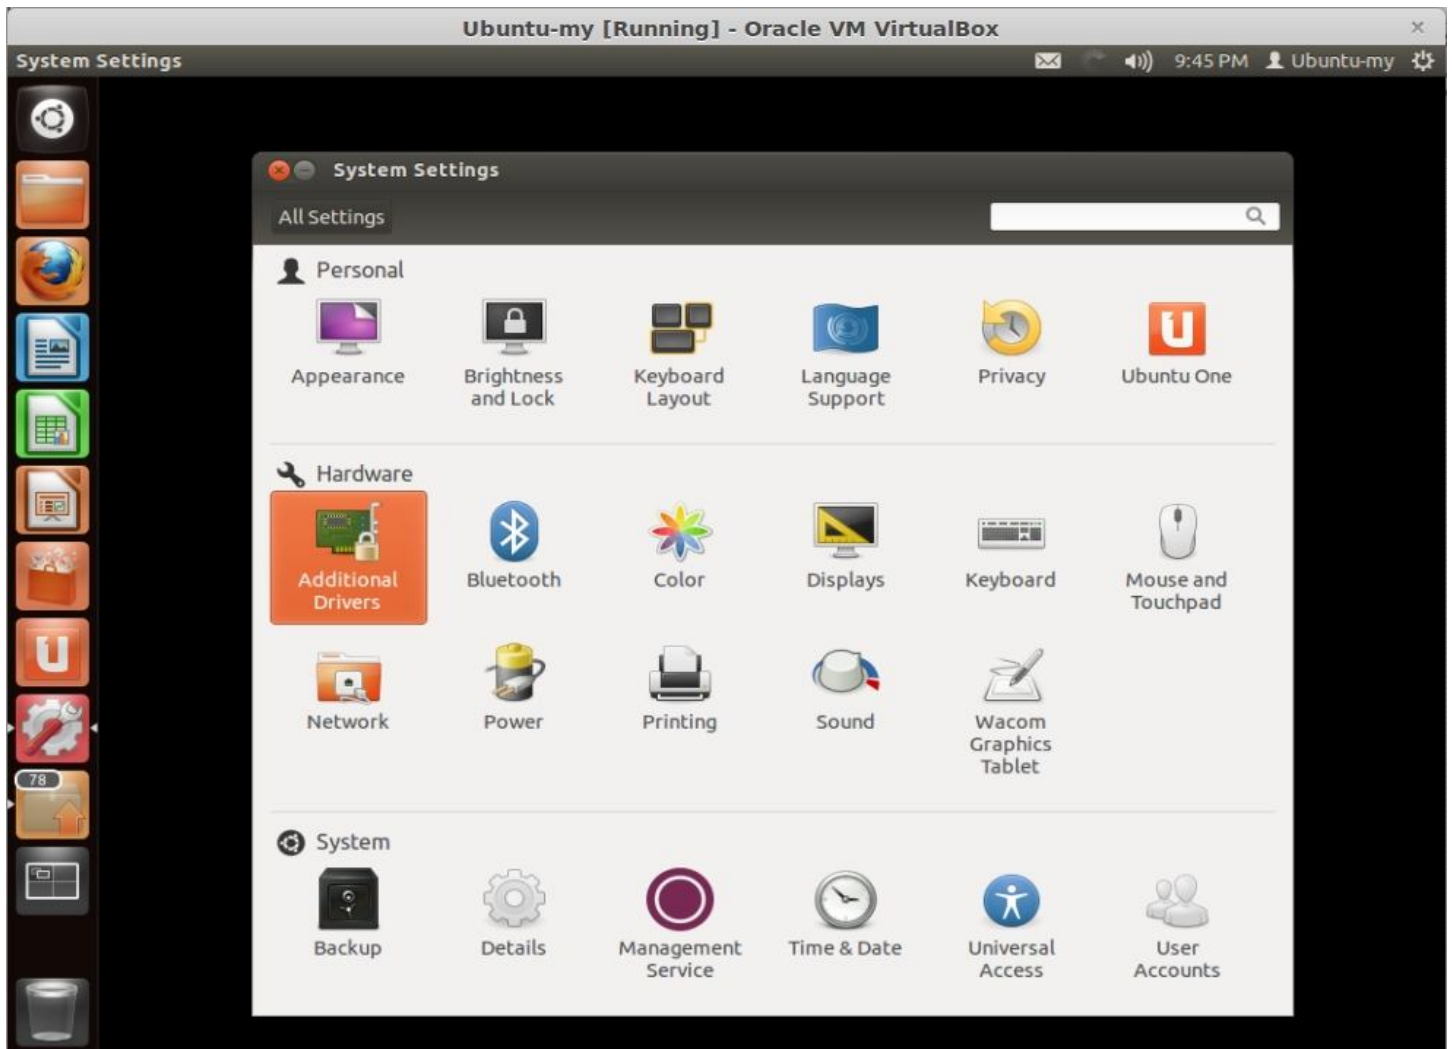 Ubuntu-my [Running] - Oracle VM VirtualBox
System Settings
9:45 PM Ubuntu-my
System Settings
All Settings
Personal
Appearance
Brightness
and Lock
Keyboard
Layout
Language
Support
Privacy
Ubuntu One
Hardware
Additional
Drivers
Bluetooth
Color
Displays
Keyboard
Mouse and
Touchpad
Network
Power
Printing
Sound
Wacom
Graphics
Tablet
78
System
Backup
Details
Management
Service
Time & Date
Universal
Access
User
Accounts